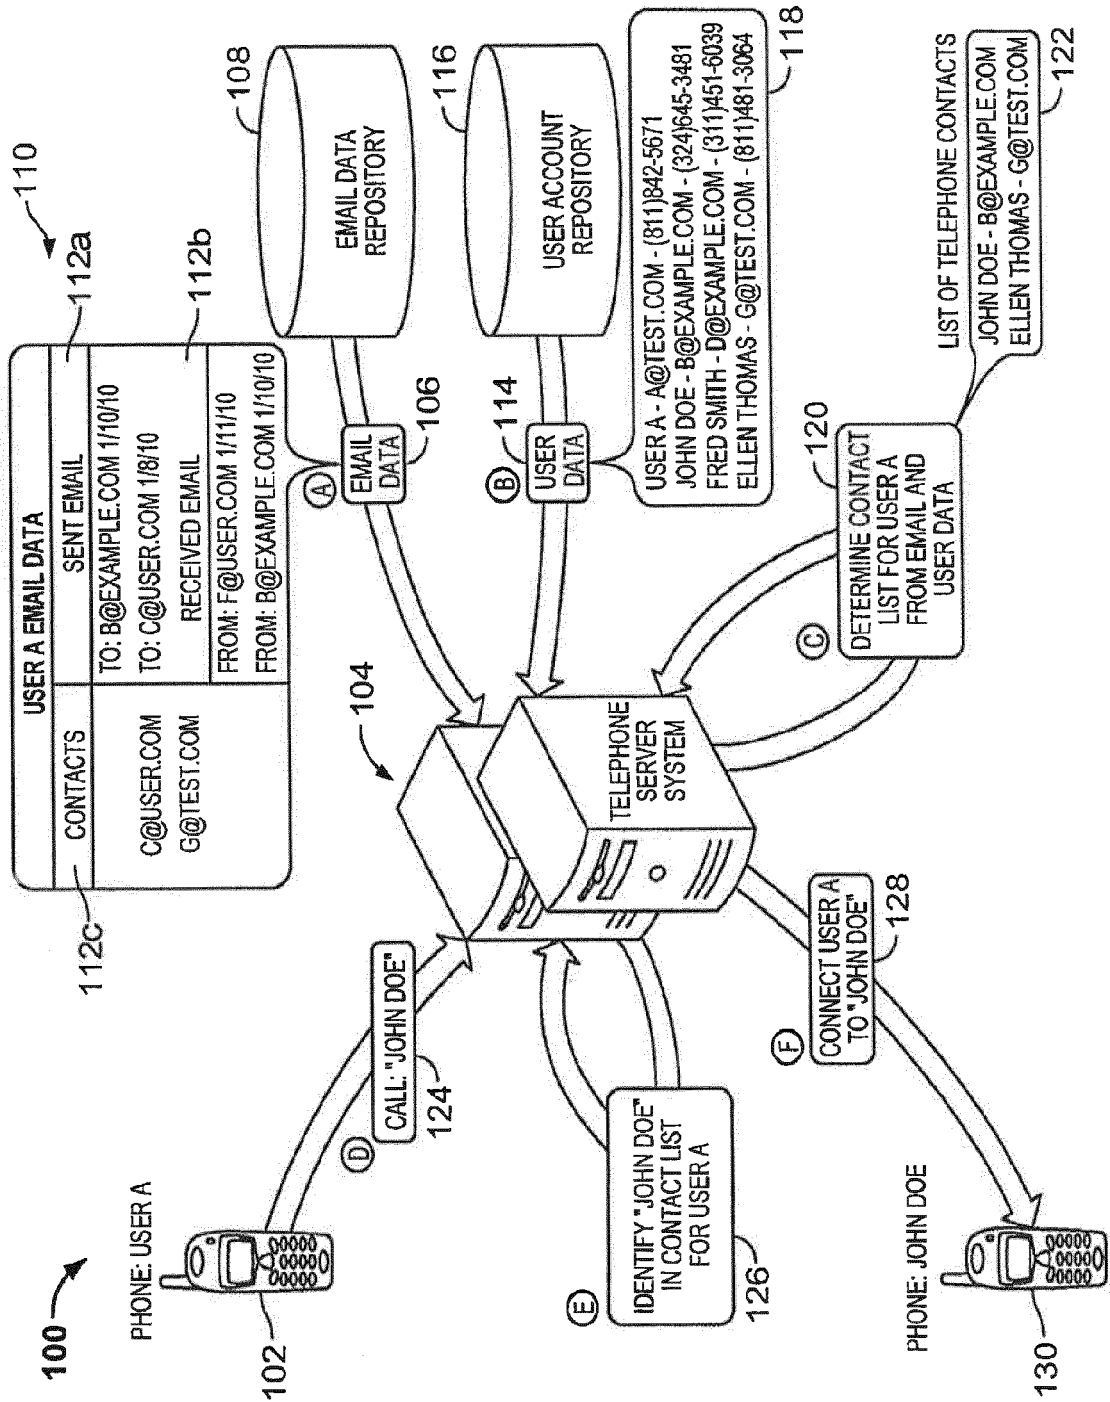 100
110
USER A EMAIL DATA
CONTACTS
SENT EMAIL
112a
C@USER.COM
G@TEST.COM
TO: B@EXAMPLE.COM 1/10/10
TO: C@USER.COM 1/8/10
RECEIVED EMAIL
112b
FROM: F@USER.COM 1/11/10
FROM: B@EXAMPLE.COM 1/10/10
112c
PHONE: USER A
102
D
CALL: "JOHN DOE"
124
104
A
EMAIL
DATA
106
EMAIL DATA
REPOSITORY
108
B
USER
DATA
114
USER ACCOUNT
REPOSITORY
116
USER A - A@TEST.COM - (811)842-5671
JOHN DOE - B@EXAMPLE.COM - (324)645-3481
FRED SMITH - D@EXAMPLE.COM - (311)451-6039
ELLEN THOMAS - G@TEST.COM - (811)481-3064
118
TELEPHONE
SERVER
SYSTEM
E
IDENTIFY "JOHN DOE"
IN CONTACT LIST
FOR USER A
126
C
DETERMINE CONTACT
LIST FOR USER A
FROM EMAIL AND
USER DATA
120
F
CONNECT USER A
TO "JOHN DOE"
128
PHONE: JOHN DOE
130
LIST OF TELEPHONE CONTACTS
JOHN DOE - B@EXAMPLE.COM
ELLEN THOMAS - G@TEST.COM
122